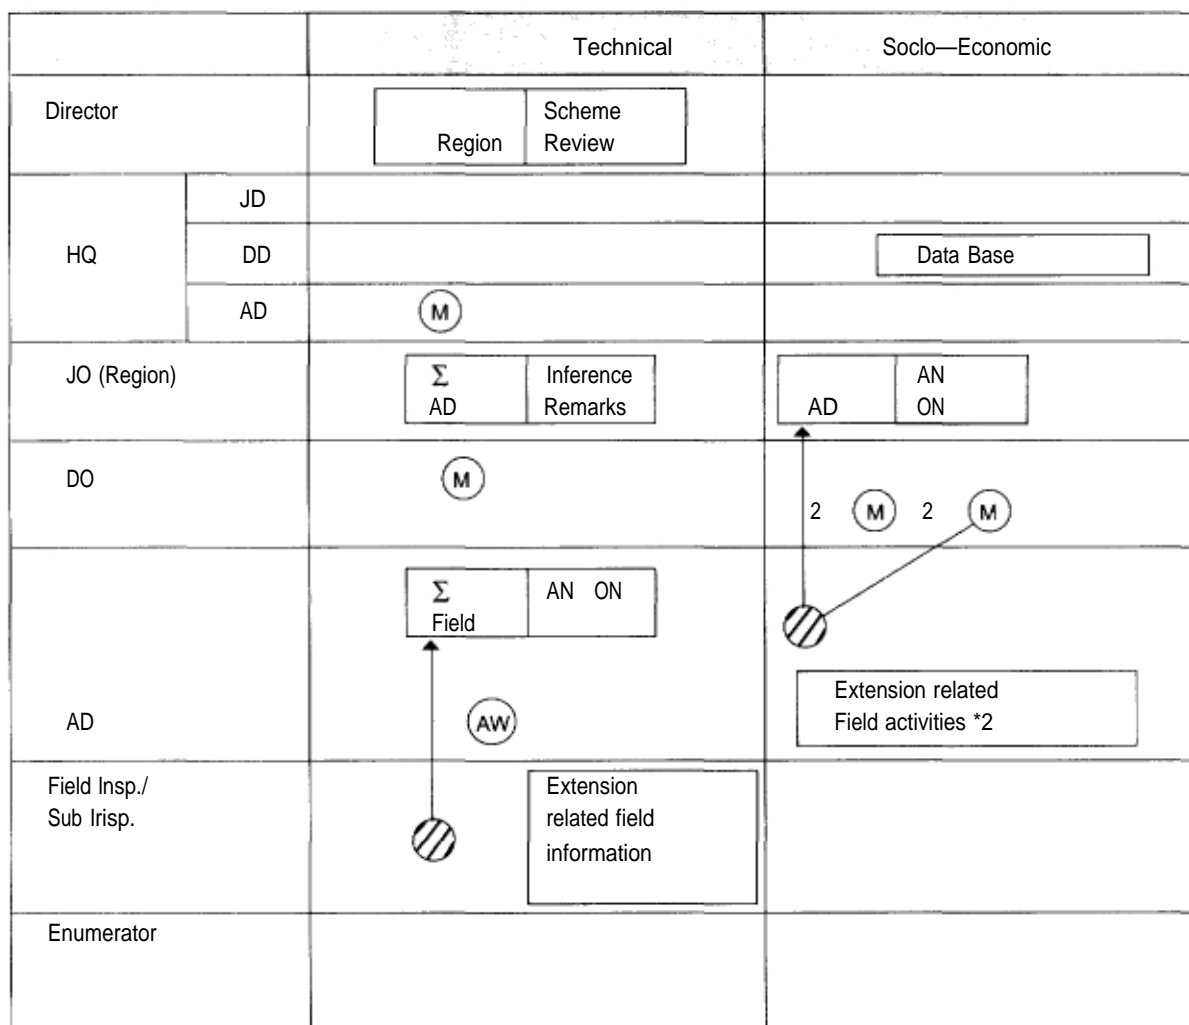 Technical
Soclo—Economic
Director
Scheme
Region
Review
JD
HQ
DD
Data Base
AD
M
JO (Region)
Σ
Inference
AD
Remarks
AN
AD
ON
DO
M
2
M
2
M
Σ
AN ON
Field
Extension related
Field activities *2
AD
AW
Field Insp./
Sub Irisp.
Extension
related field
information
Enumerator